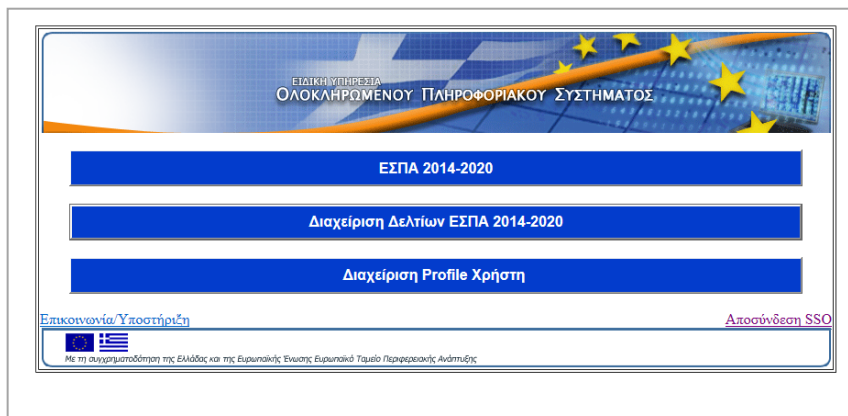 ΕΙΔΙΚΗ ΥΠΗΡΕΣΙΑ
ΟΛΟΚΛΗΡΩΜΕΝΟΥ ΠΛΗΡΟΦΟΡΙΑΚΟΥ ΣΥΣΤΗΜΑΤΟΣ
ΕΣΠΑ 2014-2020
Διαχείριση Δελτίων ΕΣΠΑ 2014-2020
Διαχείριση Profile Χρήστη
Επικοινωνία/Υποστήριξη Αποσύνδεση SSO
Με τη συγχρηματοδότηση της Ελλάδας και της Ευρωπαϊκής Ένωσης Ευρωπαϊκό Ταμείο Περιφερειακής Ανάπτυξης